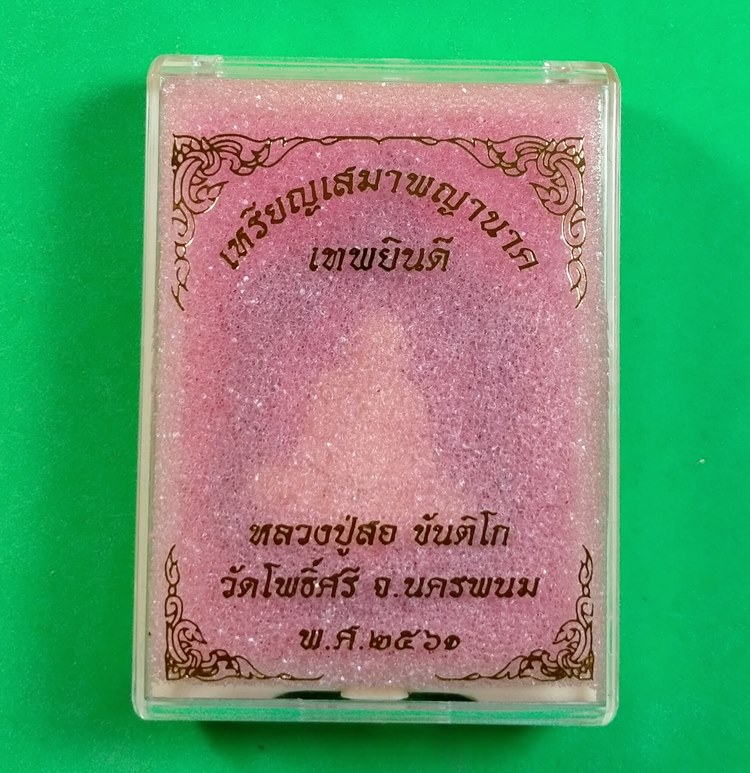 เหรียญเสมาพญานาค
เทพยินดี
หลวงปู่สอ ขันติโก
วัดโพธิ์ศรี จ.นครพนม
พ.ศ.๒๕๖๑